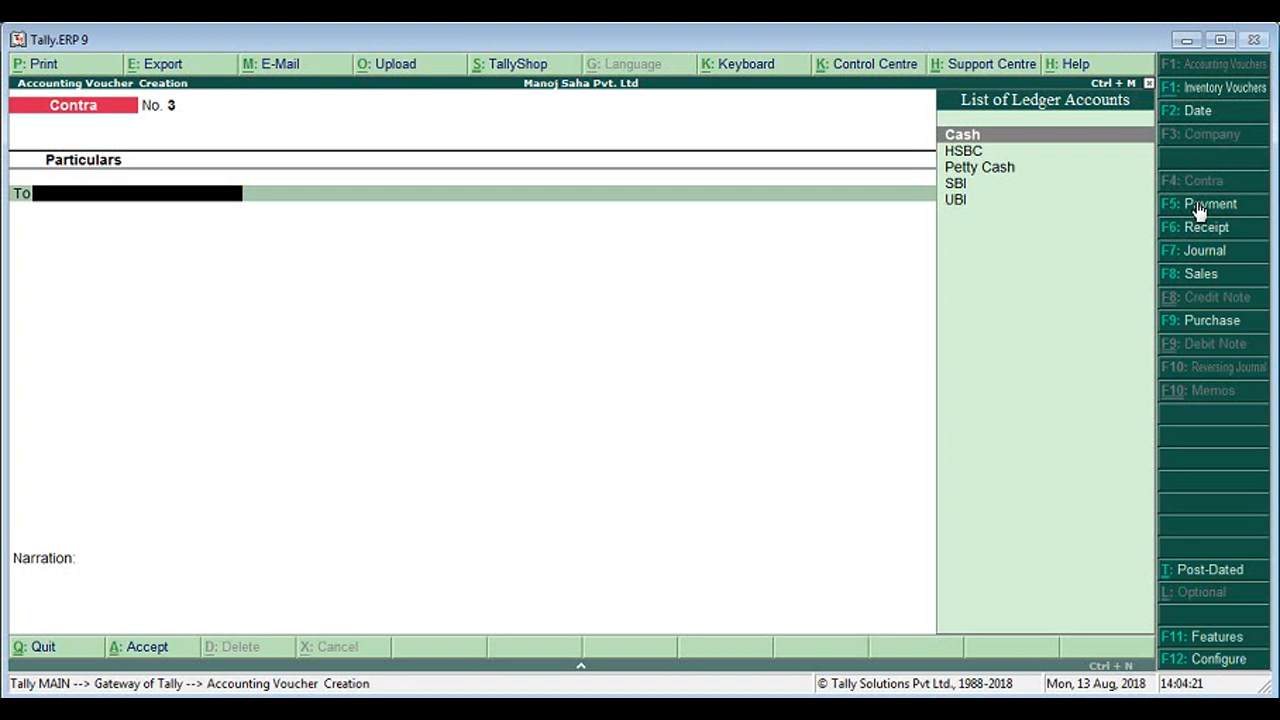 Tally.ERP 9
P: Print E: Export M: E-Mail O: Upload S: TallyShop G: Language K: Keyboard K: Control Centre H: Support Centre H: Help
Accounting Voucher Creation Manoj Saha Pvt. Ltd Ctrl + M
Contra No. 3
Particulars
To
List of Ledger Accounts
Cash
HSBC
Petty Cash
SBI
UBI
F1: Accounting Vouchers
F1: Inventory Vouchers
F2: Date
F3: Company
F4: Contra
F5: Payment
F6: Receipt
F7: Journal
F8: Sales
F8: Credit Note
F9: Purchase
F9: Debit Note
F10: Reversing Journal
F10: Memos
T: Post-Dated
L: Optional
F11: Features
F12: Configure
Narration:
Q: Quit A: Accept D: Delete X: Cancel
Ctrl + N
Tally MAIN --> Gateway of Tally --> Accounting Voucher Creation © Tally Solutions Pvt Ltd., 1988-2018 Mon, 13 Aug, 2018 14:04:21